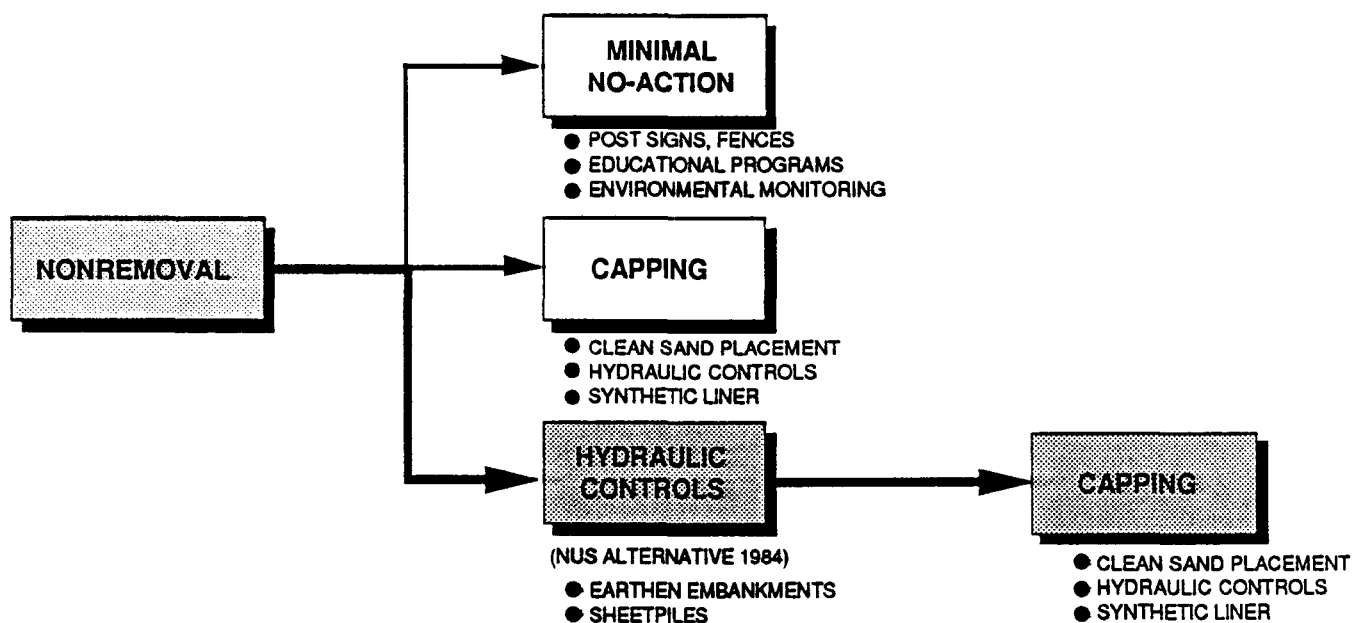 MINIMAL
NO-ACTION
● POST SIGNS, FENCES
● EDUCATIONAL PROGRAMS
● ENVIRONMENTAL MONITORING
NONREMOVAL
CAPPING
● CLEAN SAND PLACEMENT
● HYDRAULIC CONTROLS
● SYNTHETIC LINER
HYDRAULIC
CONTROLS
(NUS ALTERNATIVE 1984)
● EARTHEN EMBANKMENTS
● SHEETPILES
CAPPING
● CLEAN SAND PLACEMENT
● HYDRAULIC CONTROLS
● SYNTHETIC LINER